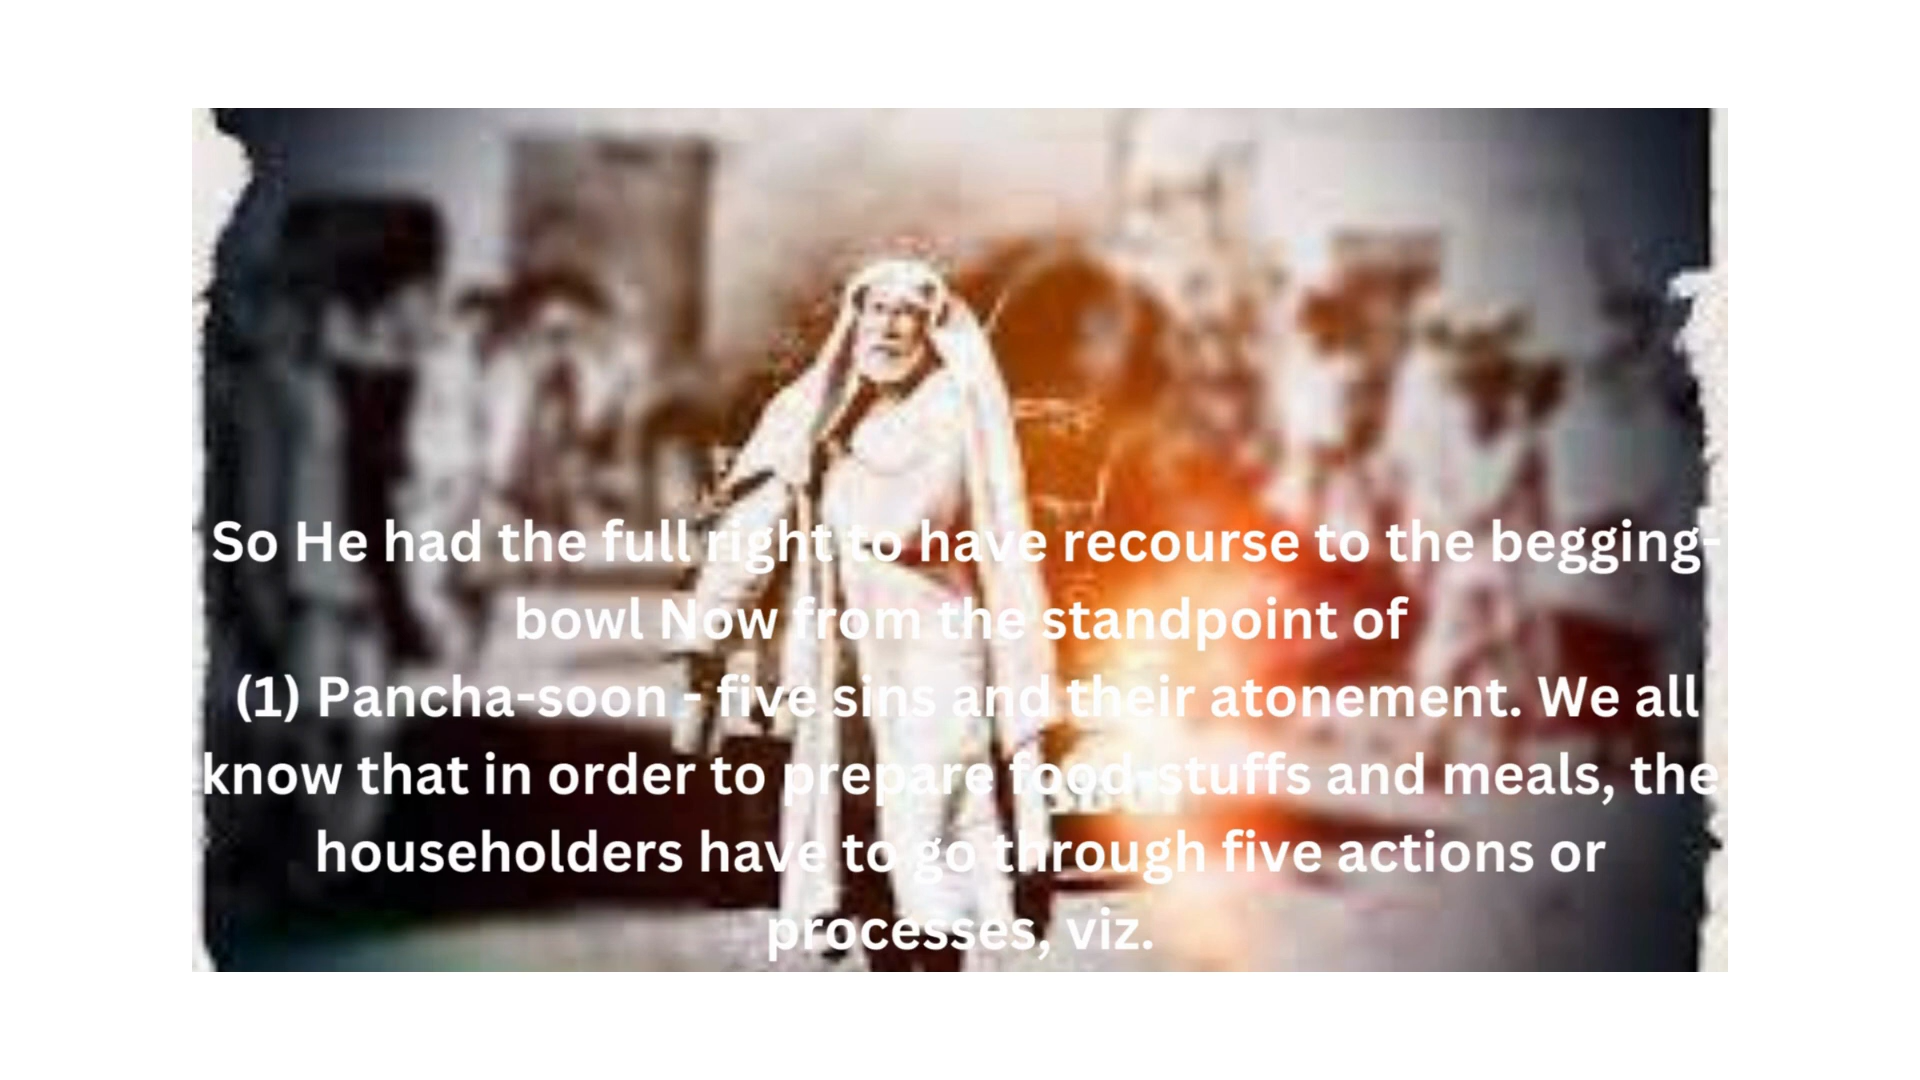 So He had the full right to have recourse to the begging-
bowl Now from the standpoint of
(1) Pancha-soon - five sins and their atonement. We all
know that in order to prepare food-stuffs and meals, the
householders have to go through five actions or
processes, viz.